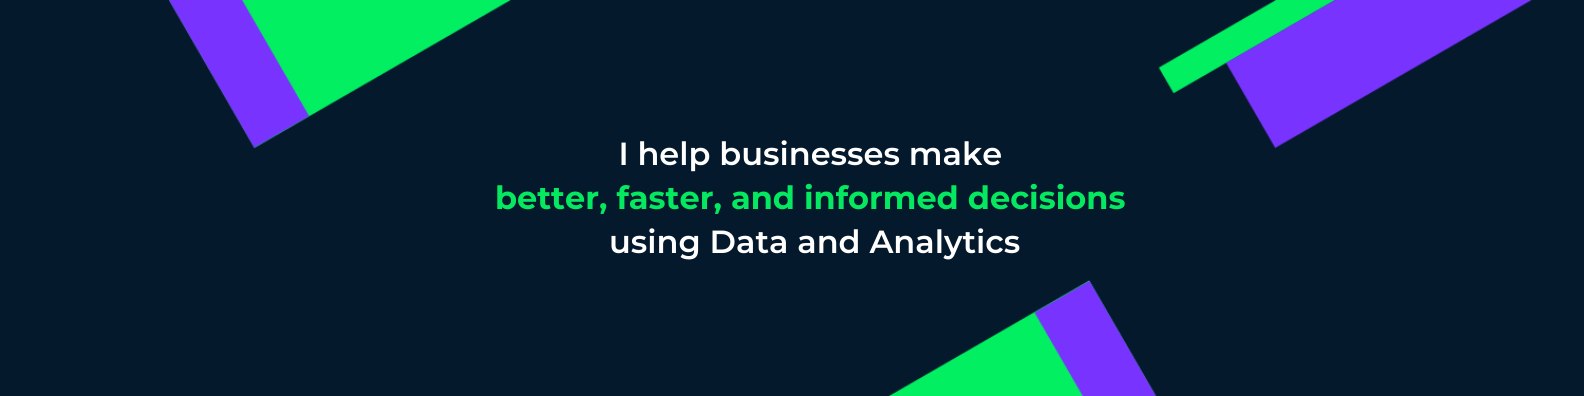 I help businesses make
better, faster, and informed decisions
using Data and Analytics